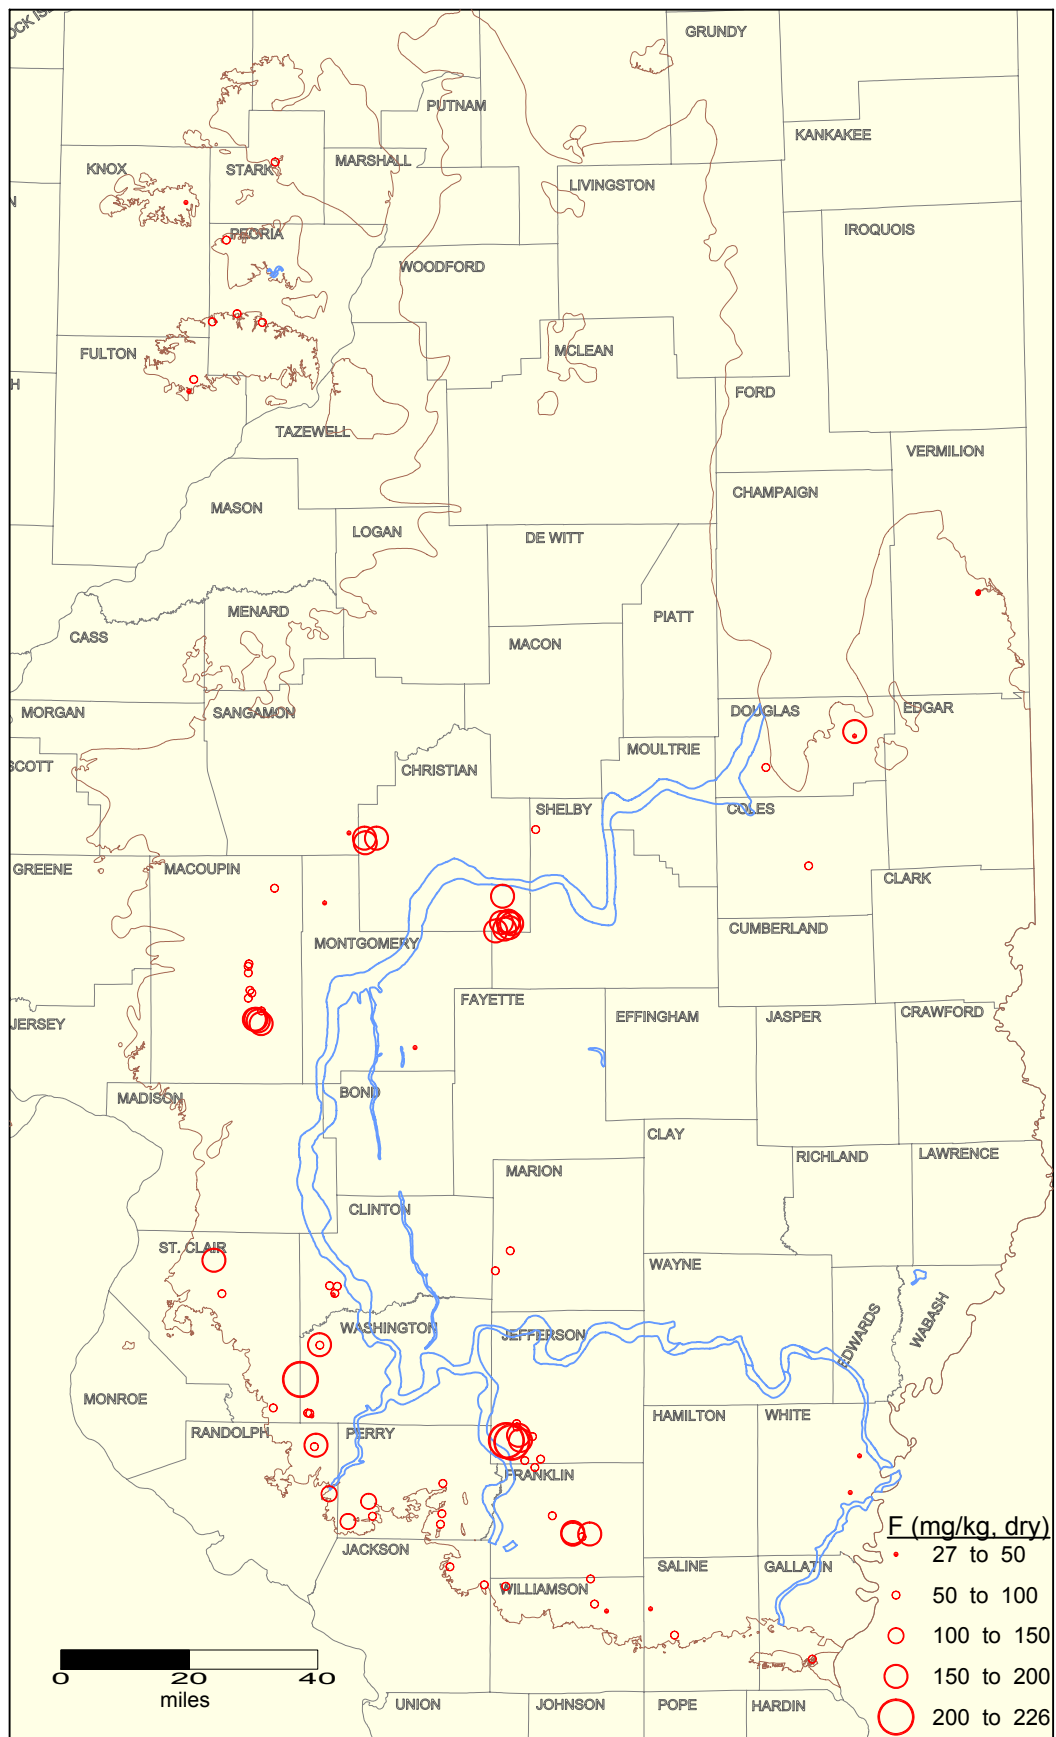 GRUNDY
PUTNAM
KANKAKEE
KNOX
STARK
MARSHALL
LIVINGSTON
PEORIA
IROQUOIS
WOODFORD
FULTON
MCLEAN
FORD
TAZEWELL
VERMILION
CHAMPAIGN
MASON
LOGAN
DE WITT
MENARD
PIATT
CASS
MACON
MORGAN
SANGAMON
DOUGLAS
EDGAR
MOULTRIE
SCOTT
CHRISTIAN
SHELBY
COLES
GREENE
MACOUPIN
CLARK
MONTGOMERY
CUMBERLAND
FAYETTE
JERSEY
EFFINGHAM
JASPER
CRAWFORD
MADISON
BOND
CLAY
RICHLAND
LAWRENCE
MARION
CLINTON
ST. CLAIR
WAYNE
EDWARDS
WABASH
WASHINGTON
JEFFERSON
MONROE
HAMILTON
WHITE
RANDOLPH
PERRY
FRANKLIN
F (mg/kg, dry)
27 to 50
JACKSON
SALINE
GALLATIN
WILLIAMSON
50 to 100
100 to 150
150 to 200
0 20 40
miles
UNION
JOHNSON
POPE
HARDIN
200 to 226